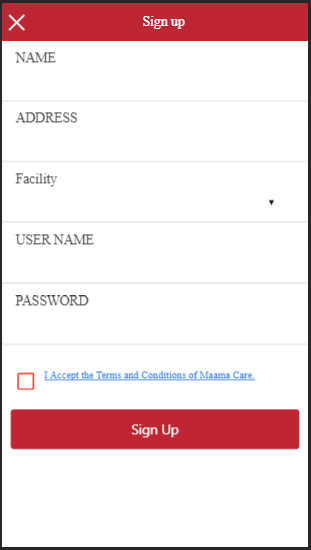 Sign up
NAME
ADDRESS
Facility
USER NAME
PASSWORD
I Accept the Terms and Conditions of Maama Care.
Sign Up